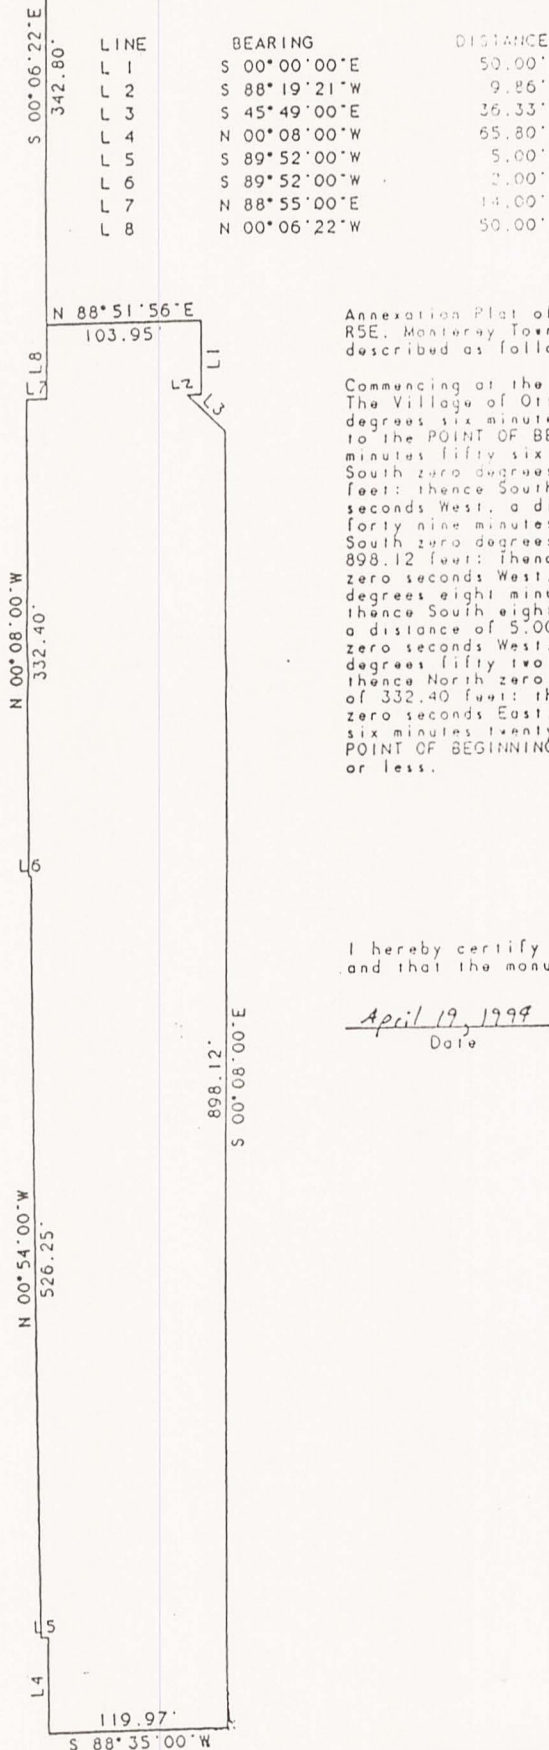 S 00°06'22"E
342.80'
LINE BEARING DISTANCE
L 1 S 00°00'00"E 50.00'
L 2 S 88°19'21"W 9.86'
L 3 S 45°49'00"E 36.33'
L 4 N 00°08'00"W 65.80'
L 5 S 89°52'00"W 5.00'
L 6 S 89°52'00"W 2.00'
L 7 N 88°55'00"E 14.00'
L 8 N 00°06'22"W 50.00'
N 88°51'56"E
103.95'
L8
L7
L1
L2
L3
Annexation Plat of
R5E, Monterey Town
described as follo
Commencing at the
The Village of Ot
degrees six minute
to the POINT OF BE
minutes fifty six
South zero degrees
feet: thence South
seconds West, a d
forty nine minutes
South zero degrees
898.12 feet: Thenc
zero seconds West,
degrees eight minu
thence South eigh
a distance of 5.00
zero seconds West,
degrees fifty two
thence North zero
of 332.40 feet: th
zero seconds East
six minutes twenty
POINT OF BEGINNING
or less.
N 00°08'00"W
332.40'
L6
I hereby certify
and that the monu
April 19, 1994
Date
898.12'
S 00°08'00"E
N 00°54'00"W
526.25'
L5
L4
119.97'
S 88°35'00"W